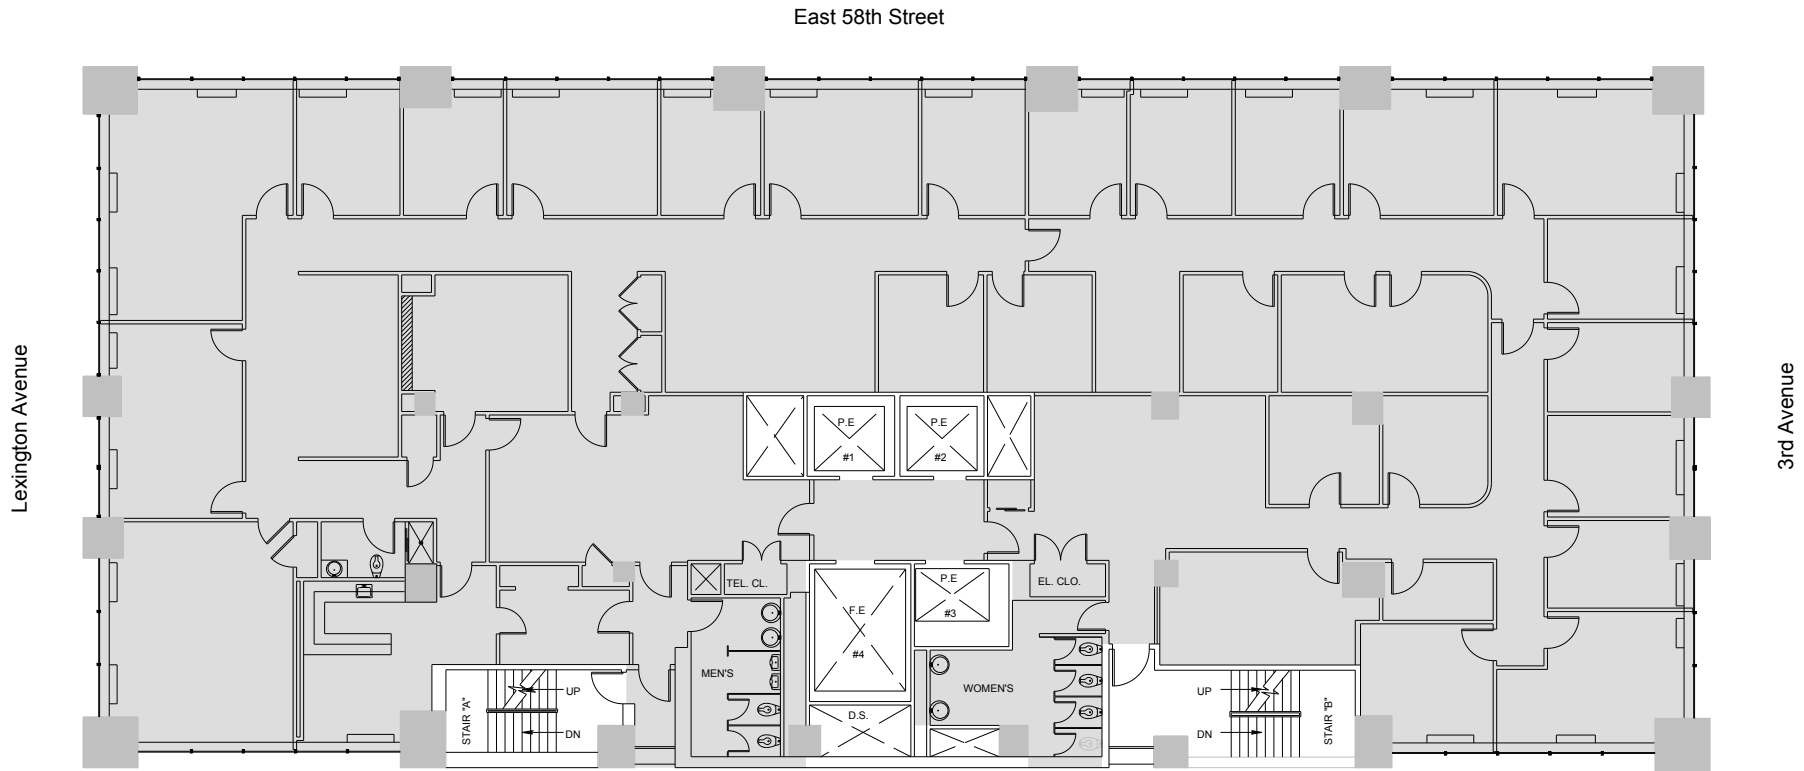 East 58th Street
Lexington Avenue
3rd Avenue
P.E
#1
P.E
#2
TEL. CL.
F.E
#4
P.E
#3
EL. CLO.
MEN'S
WOMEN'S
STAIR "A"
UP
DN
D.S.
UP
DN
STAIR "B"